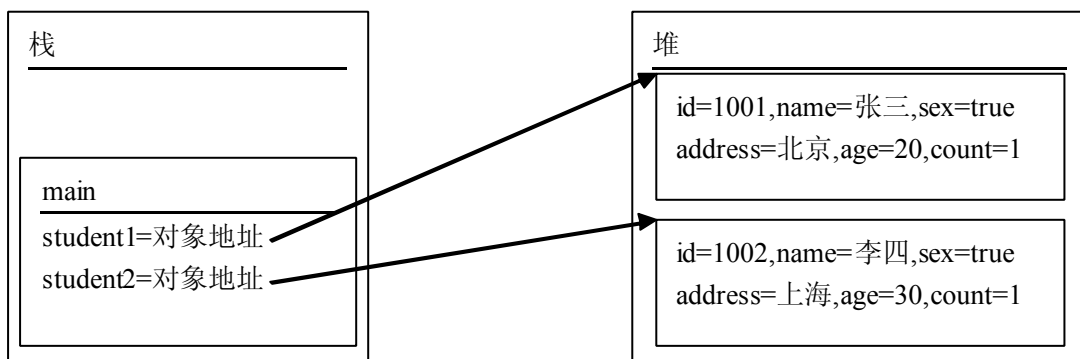 栈
main
student1=对象地址
student2=对象地址
堆
id=1001,name=张三,sex=true
address=北京,age=20,count=1
id=1002,name=李四,sex=true
address=上海,age=30,count=1